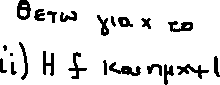 θετω για x το
ii) Η f και ημx+1